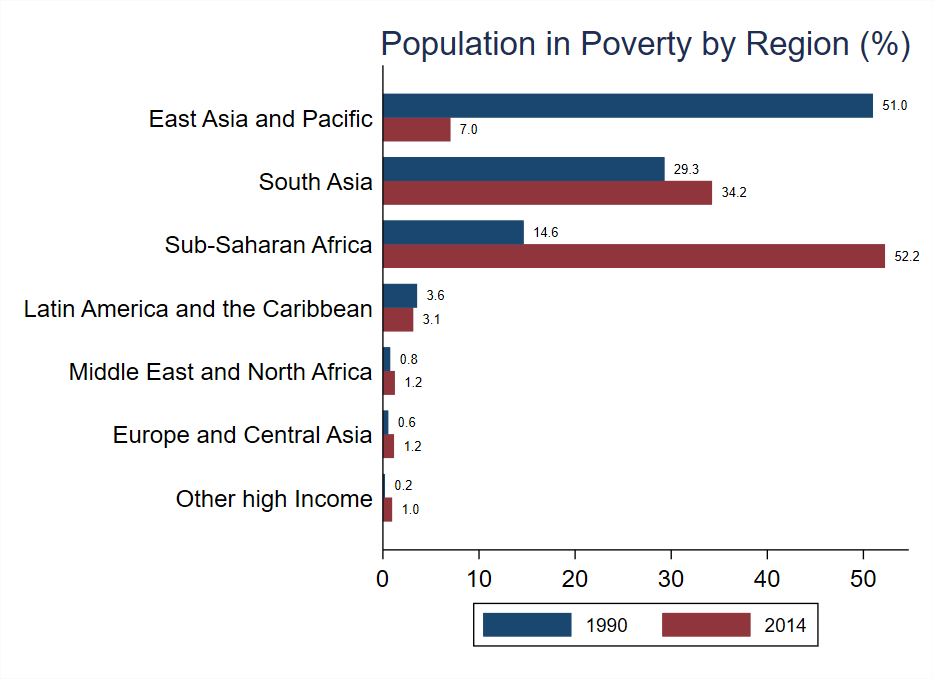 Population in Poverty by Region (%)
East Asia and Pacific
51.0
7.0
South Asia
29.3
34.2
Sub-Saharan Africa
14.6
52.2
Latin America and the Caribbean
3.6
3.1
Middle East and North Africa
0.8
1.2
Europe and Central Asia
0.6
1.2
Other high Income
0.2
1.0
0 10 20 30 40 50
1990 2014